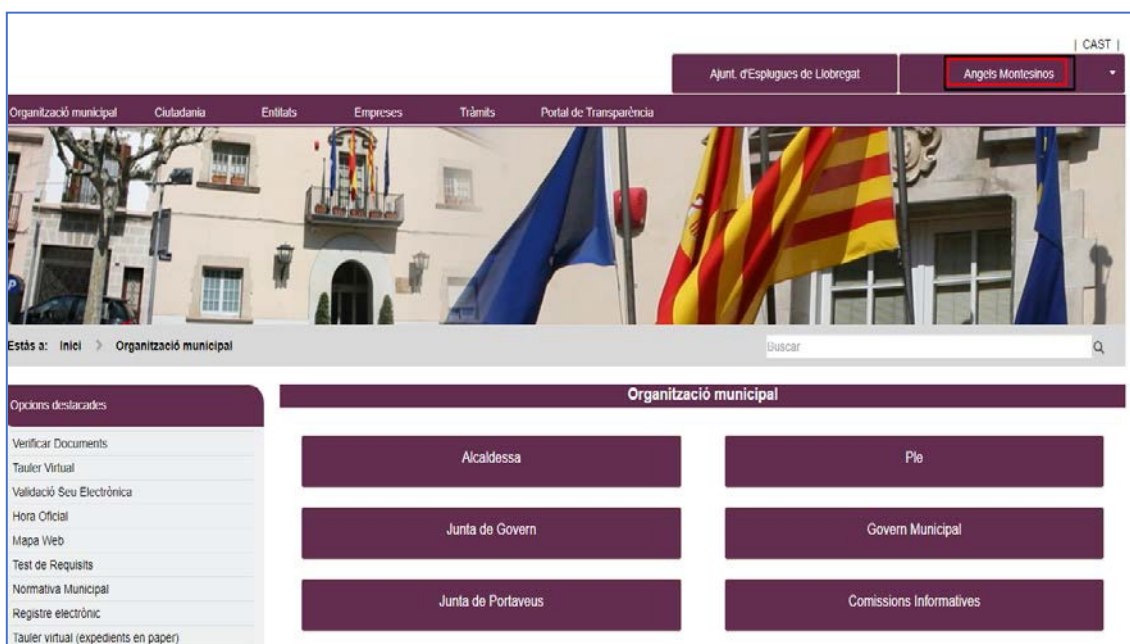 | CAST |
Ajunt. d'Esplugues de Llobregat Angels Montesinos
Organització municipal Ciutadania Entitats Empreses Tràmits Portal de Transparència
P
Estás a: Inici > Organització municipal Buscar
Opcions destacades
Organització municipal
Verificar Documents
Tauler Virtual
Validació Seu Electrònica
Hora Oficial
Mapa Web
Test de Requisits
Normativa Municipal
Registre electrònic
Tauler virtual (expedients en paper)
Alcaldessa Ple
Junta de Govern Govern Municipal
Junta de Portaveus Comissions Informatives